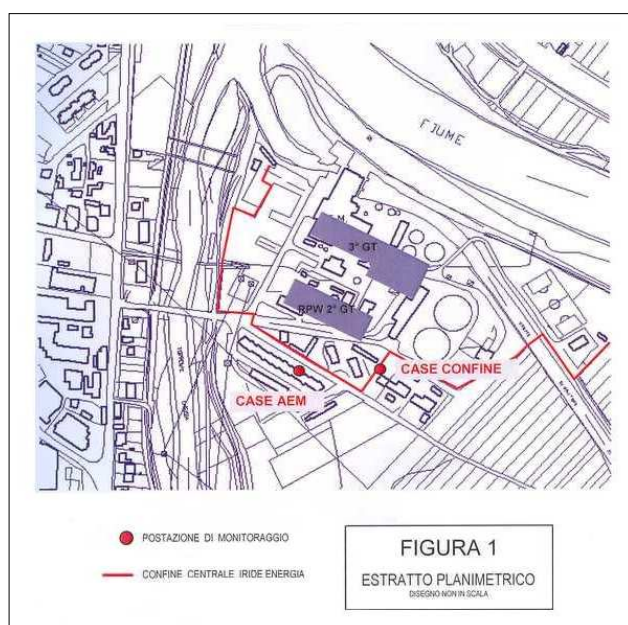 FIUME
3° GT
RPW 2° GT
CASE CONFINE
CASE AEM
POSTAZIONE DI MONITORAGGIO
CONFINE CENTRALE IRIDE ENERGIA
FIGURA 1
ESTRATTO PLANIMETRICO
DISEGNO NON IN SCALA